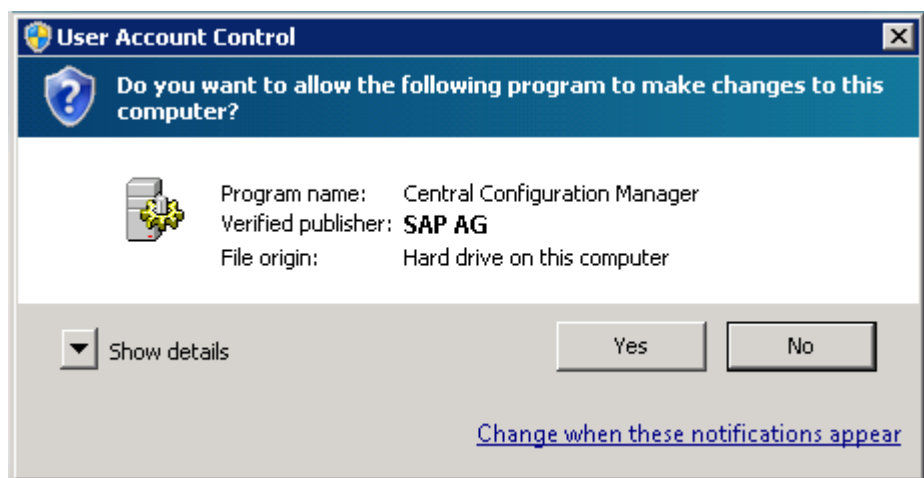 User Account Control
Do you want to allow the following program to make changes to this
computer?
Program name: Central Configuration Manager
Verified publisher: SAP AG
File origin: Hard drive on this computer
Show details
Yes
No
Change when these notifications appear